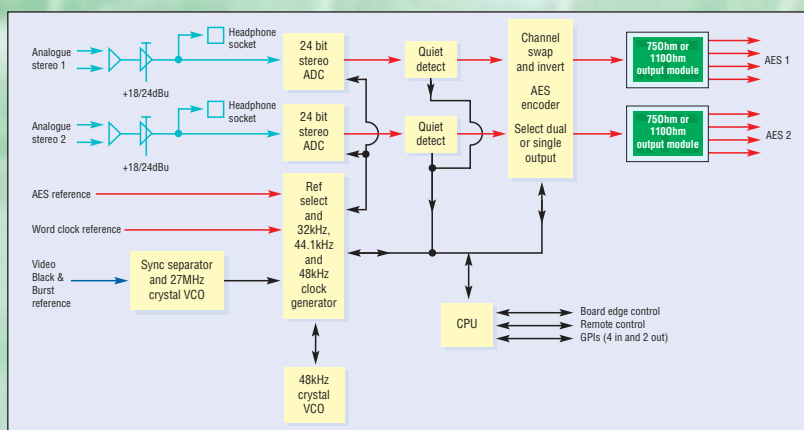 Analogue
stereo 1
+18/24dBu
Headphone
socket
24 bit
stereo
ADC
Quiet
detect
Channel
swap
and invert
AES
encoder
Select dual
or single
output
75Ohm or
110Ohm
output module
AES 1
Analogue
stereo 2
+18/24dBu
Headphone
socket
24 bit
stereo
ADC
Quiet
detect
75Ohm or
110Ohm
output module
AES 2
AES reference
Word clock reference
Video
Black &
Burst
reference
Sync separator
and 27MHz
crystal VCO
Ref
select
and
32kHz,
44.1kHz
and
48kHz
clock
generator
48kHz
crystal
VCO
CPU
Board edge control
Remote control
GPIs (4 in and 2 out)